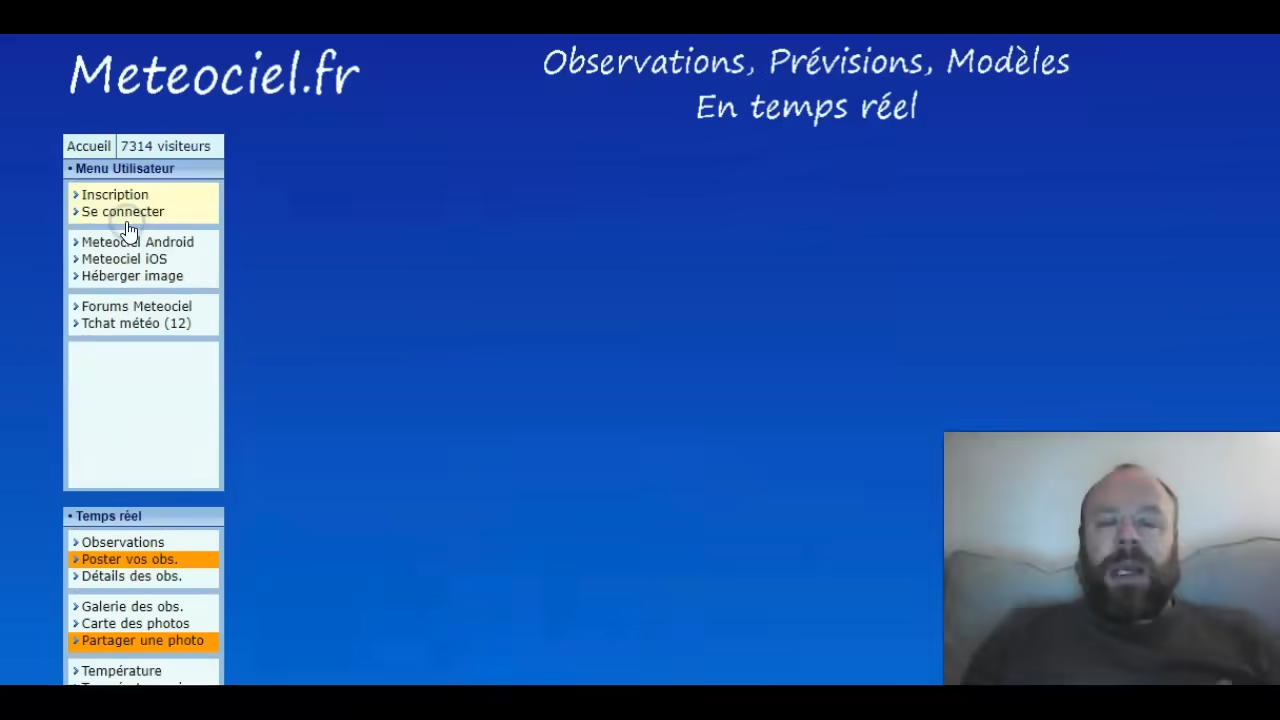 Meteociel.fr
Observations, Prévisions, Modèles
En temps réel
Accueil 7314 visiteurs
• Menu Utilisateur
Inscription
Se connecter
Meteociel Android
Meteociel iOS
Héberger image
Forums Meteociel
Tchat météo (12)
• Temps réel
Observations
Poster vos obs.
Détails des obs.
Galerie des obs.
Carte des photos
Partager une photo
Température